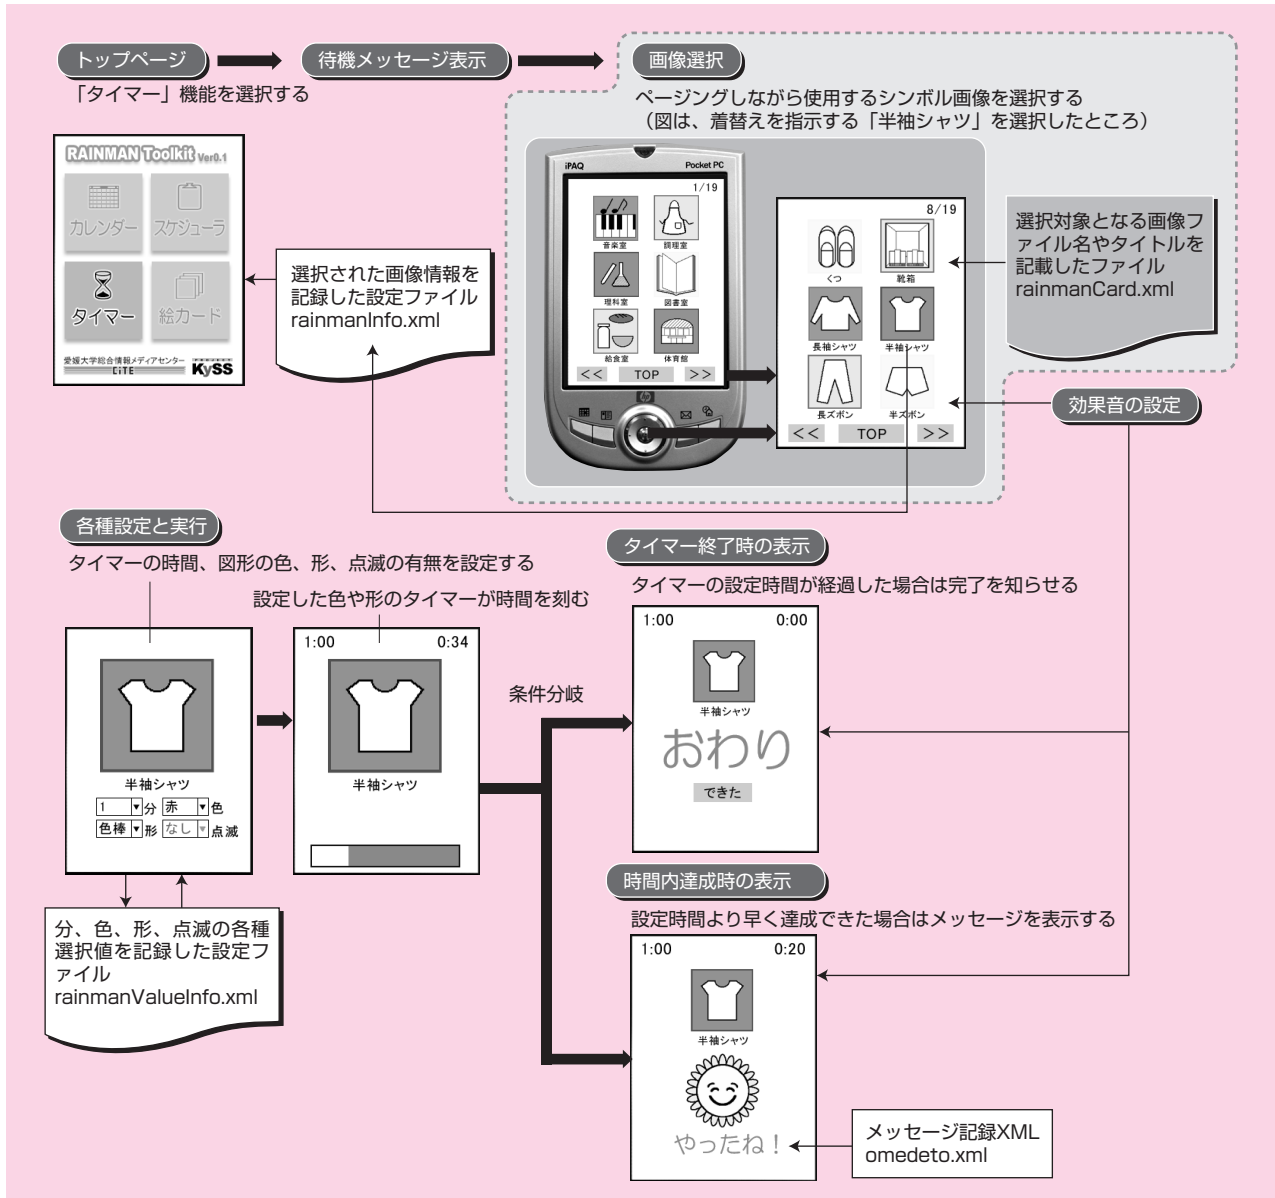 トップページ
待機メッセージ表示
画像選択
「タイマー」機能を選択する
ページングしながら使用するシンボル画像を選択する
（図は、着替えを指示する「半袖シャツ」を選択したところ）
RAINMAN Toolkit Ver0.1
カレンダー
スケジューラ
タイマー
絵カード
愛媛大学総合情報メディアセンター
CITE
KySS
選択された画像情報を
記録した設定ファイル
rainmanInfo.xml
iPAQ
Pocket PC
1/19
音楽室
調理室
理科室
図書室
給食室
体育館
<< TOP >>
hp
8/19
くつ
靴箱
長袖シャツ
半袖シャツ
長ズボン
半ズボン
<< TOP >>
選択対象となる画像フ
ァイル名やタイトルを
記載したファイル
rainmanCard.xml
効果音の設定
各種設定と実行
タイマーの時間、図形の色、形、点滅の有無を設定する
設定した色や形のタイマーが時間を刻む
半袖シャツ
1 ▼分 赤 ▼色
色棒 ▼形 なし ▼点滅
1:00 0:34
半袖シャツ
分、色、形、点滅の各種
選択値を記録した設定フ
ァイル
rainmanValueInfo.xml
条件分岐
タイマー終了時の表示
タイマーの設定時間が経過した場合は完了を知らせる
1:00 0:00
半袖シャツ
おわり
できた
時間内達成時の表示
設定時間より早く達成できた場合はメッセージを表示する
1:00 0:20
半袖シャツ
やったね！
メッセージ記録XML
omedeto.xml